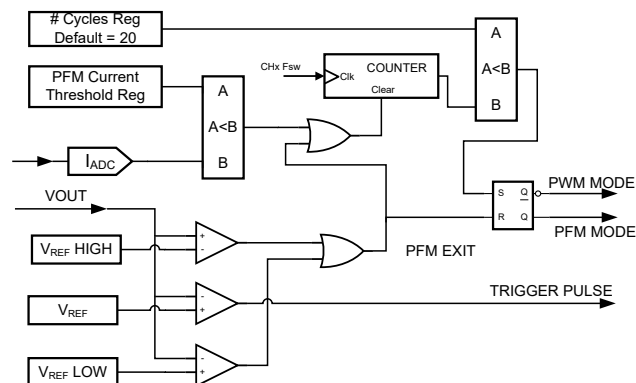 # Cycles Reg
Default = 20
A
A<B
B
PFM Current
Threshold Reg
A
A<B
B
CHx Fsw
Clk
COUNTER
Clear
IADC
VOUT
S
R
Q
Q
PWM MODE
PFM MODE
VREF HIGH
+
-
PFM EXIT
VREF
-
+
TRIGGER PULSE
VREF LOW
-
+